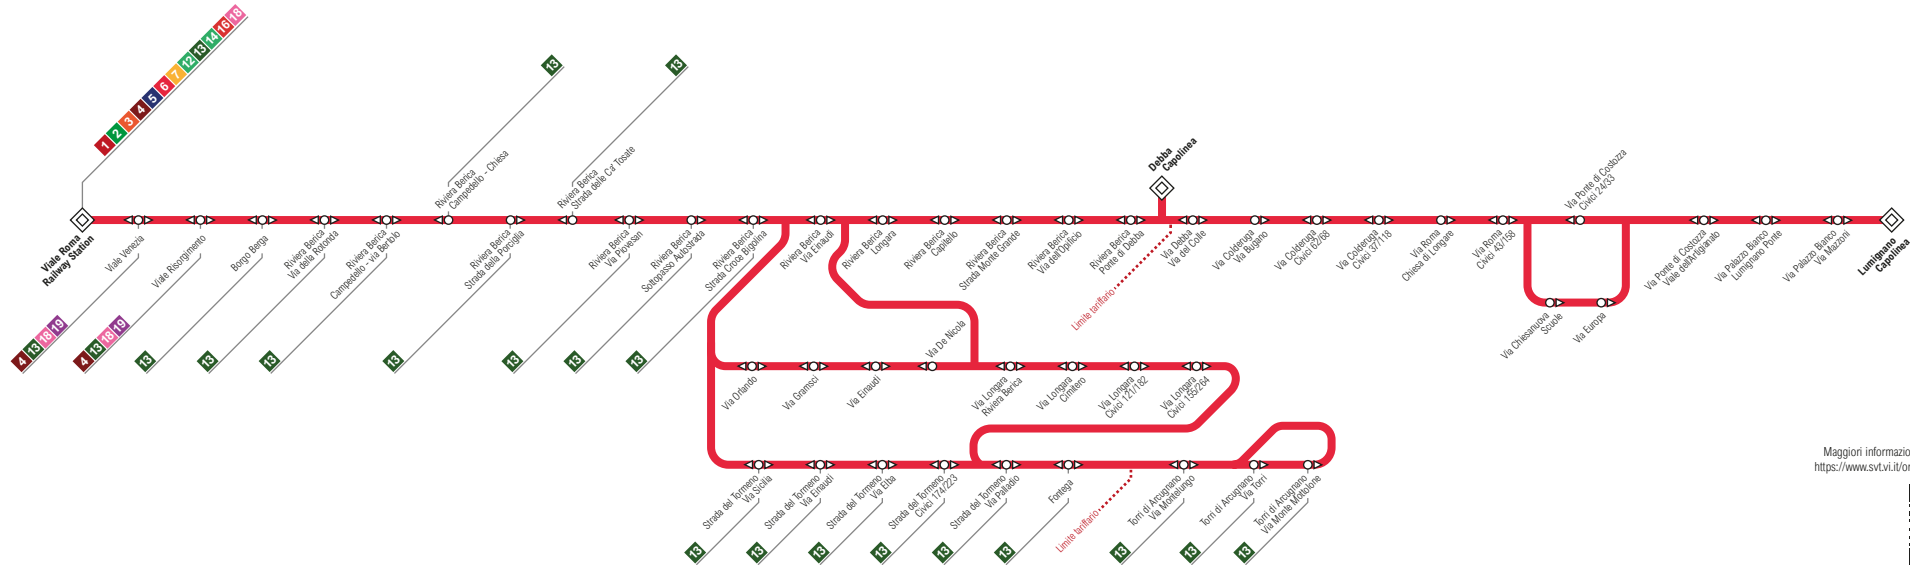 1 2 3 4 5 6 7 12 13 14 16 18
13
13
Riviera Berica
Campedello - Chiesa
Riviera Berica
Strada delle Ca' Tosate
Debba
Capolinea
Via Ponte di Costozza
Civici 24/33
Viale Roma
Railway Station
Viale Venezia
Viale Risorgimento
Borgo Berga
Riviera Berica
Via della Rotonda
Riviera Berica
Campedello - via Bertolo
Riviera Berica
Strada della Porciglia
Riviera Berica
Via Piovesan
Riviera Berica
Sottopasso Autostrada
Riviera Berica
Strada Croce Bigolina
Riviera Berica
Via Einaudi
Riviera Berica
Longara
Riviera Berica
Capitello
Riviera Berica
Strada Monte Grande
Riviera Berica
Via dell'Opificio
Riviera Berica
Ponte di Debba
Limite tariffario
Via Debba
Via del Colle
Via Colderuga
Via Bugano
Via Colderuga
Civici 62/68
Via Colderuga
Civici 37/118
Via Roma
Chiesa di Longare
Via Roma
Civici 43/158
Via Ponte di Costozza
Viale dell'Artigianato
Via Palazzo Bianco
Lumignano Ponte
Via Palazzo Bianco
Via Mazzoni
Lumignano
Capolinea
Via Chiesanuova
Scuole
Via Europa
4 13 18 19
4 13 18 19
13
13
13
13
13
13
13
Via Orlando
Via Gramsci
Via Einaudi
Via De Nicola
Via Longara
Riviera Berica
Via Longara
Cimitero
Via Longara
Civici 121/182
Via Longara
Civici 155/264
Strada del Tormeno
Via Sicilia
Strada del Tormeno
Via Einaudi
Strada del Tormeno
Via Elba
Strada del Tormeno
Civici 174/223
Strada del Tormeno
Via Palladio
Fontega
Limite tariffario
Torri di Arcugnano
Via Montelungo
Torri di Arcugnano
Via Torri
Torri di Arcugnano
Via Monte Mottolone
13
13
13
13
13
13
13
13
13
Maggiori informazio
https://www.svt.vi.it/or